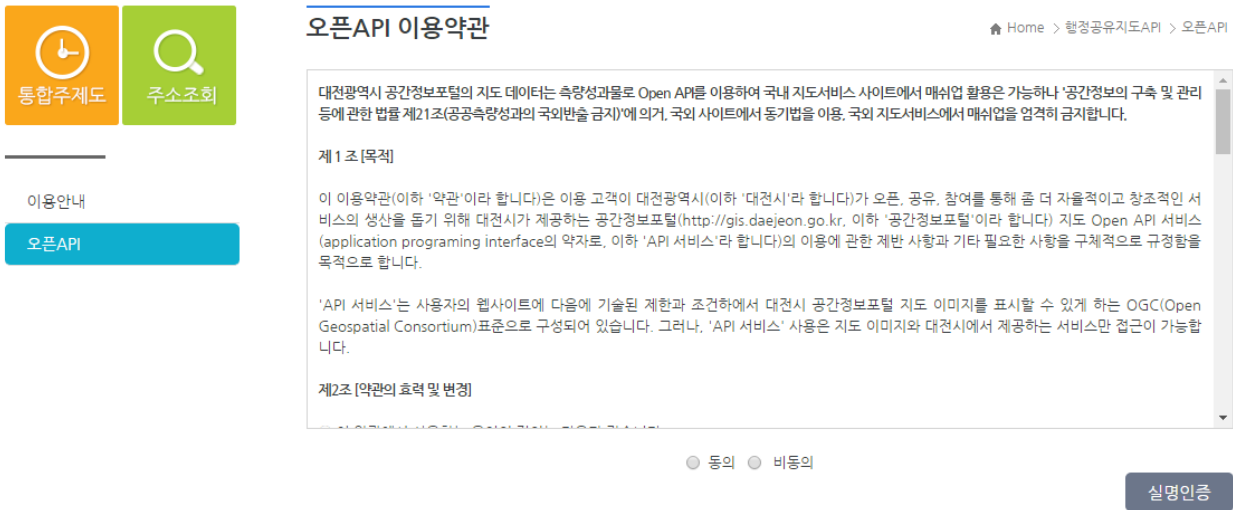 통합주제도
주소조회
이용안내
오픈API
오픈API 이용약관
Home > 행정공유지도API > 오픈API
대전광역시 공간정보포털의 지도 데이터는 측량성과물로 Open API를 이용하여 국내 지도서비스 사이트에서 매쉬업 활용은 가능하나 '공간정보의 구축 및 관리
등에 관한 법률 제21조(공공측량성과의 국외반출 금지)'에 의거, 국외 사이트에서 동기법을 이용, 국외 지도서비스에서 매쉬업을 엄격히 금지합니다.
제 1 조 [목적]
이 이용약관(이하 '약관'이라 합니다)은 이용 고객이 대전광역시(이하 '대전시'라 합니다)가 오픈, 공유, 참여를 통해 좀 더 자율적이고 창조적인 서
비스의 생산을 돕기 위해 대전시가 제공하는 공간정보포털(http://gis.daejeon.go.kr, 이하 '공간정보포털'이라 합니다) 지도 Open API 서비스
(application programing interface의 약자로, 이하 'API 서비스'라 합니다)의 이용에 관한 제반 사항과 기타 필요한 사항을 구체적으로 규정함을
목적으로 합니다.
'API 서비스'는 사용자의 웹사이트에 다음에 기술된 제한과 조건하에서 대전시 공간정보포털 지도 이미지를 표시할 수 있게 하는 OGC(Open
Geospatial Consortium)표준으로 구성되어 있습니다. 그러나, 'API 서비스' 사용은 지도 이미지와 대전시에서 제공하는 서비스만 접근이 가능합
니다.
제2조 [약관의 효력 및 변경]
동의 비동의
실명인증